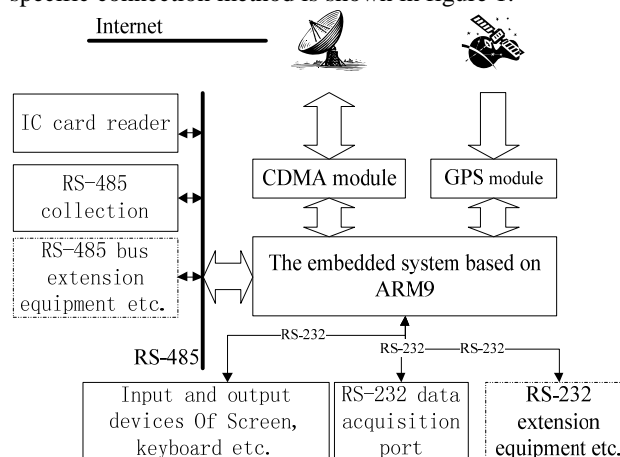 specific connection method is shown in figure 1.
Internet
IC card reader
RS-485
collection
RS-485 bus
extension
equipment etc.
RS-485
CDMA module
GPS module
The embedded system based on
ARM9
RS-232
RS-232
RS-232
Input and output
devices Of Screen,
keyboard etc.
RS-232 data
acquisition
port
RS-232
extension
equipment etc.